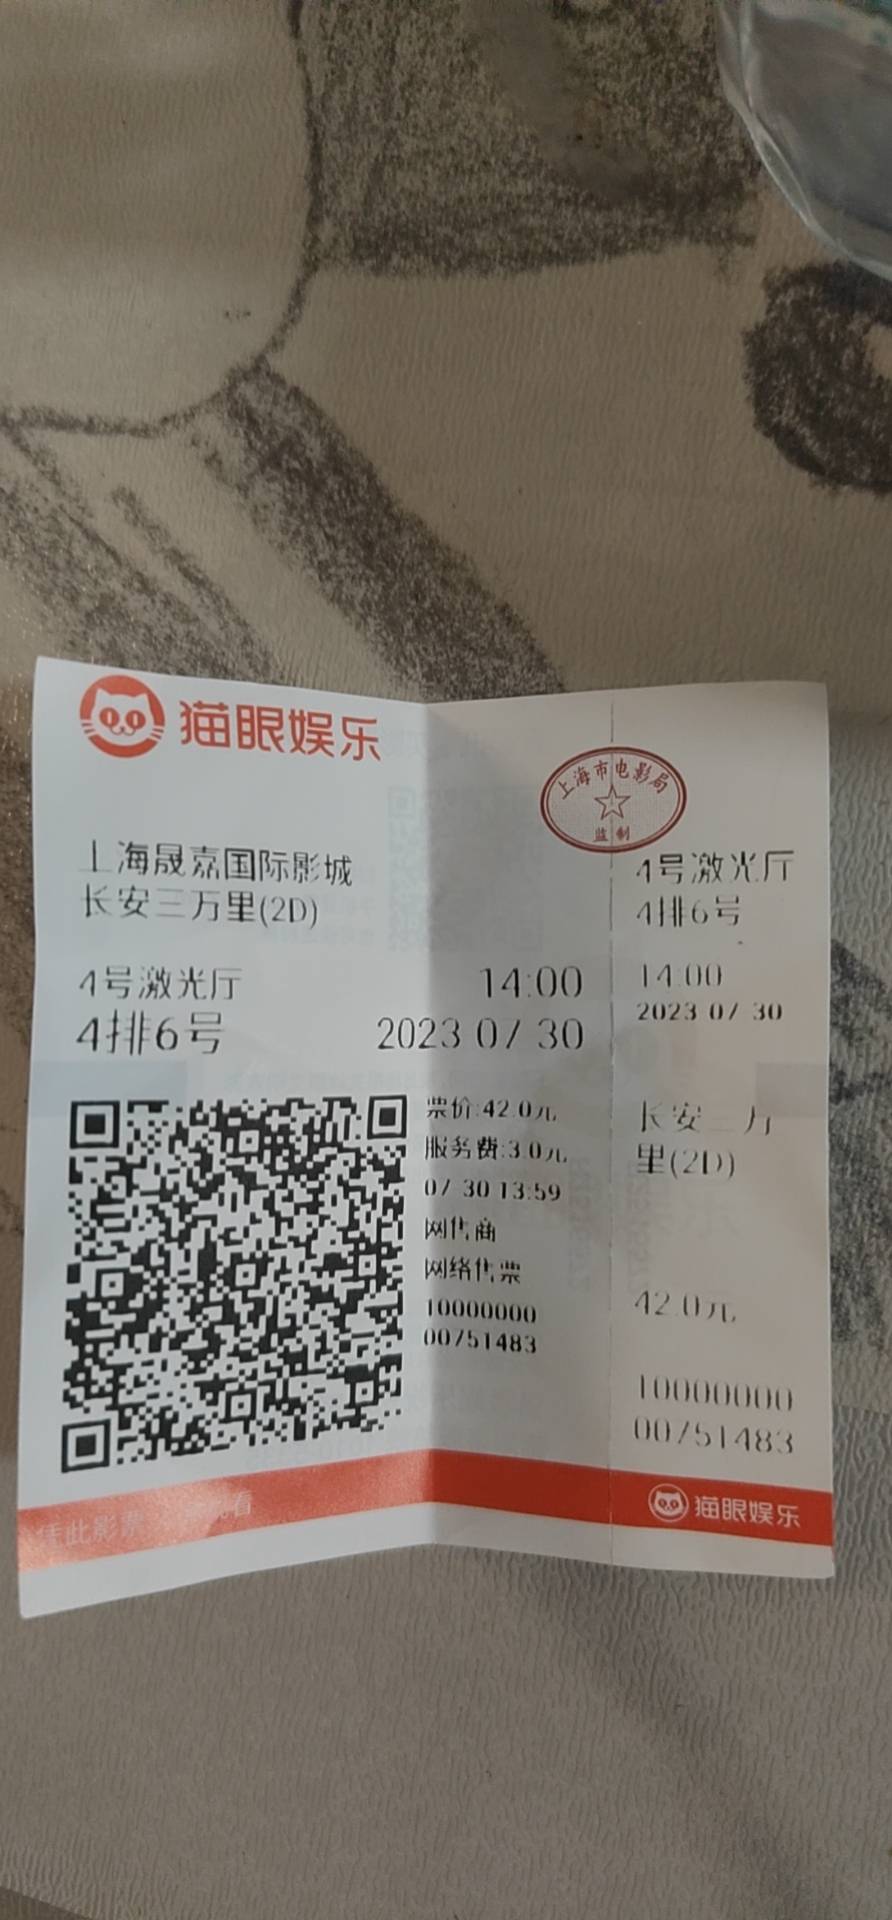 猫眼娱乐
上海市电影局
监制
上海晟嘉国际影城
长安三万里(2D)
4号激光厅 14:00
4排6号 2023 07 30
票价:42.0元
服务费:3.0元
07 30 13:59
网售商
网络售票
10000000
00751483
凭此影票
4号激光厅
4排6号
14:00
2023 07 30
长安三万
里(2D)
42.0元
10000000
00751483
猫眼娱乐